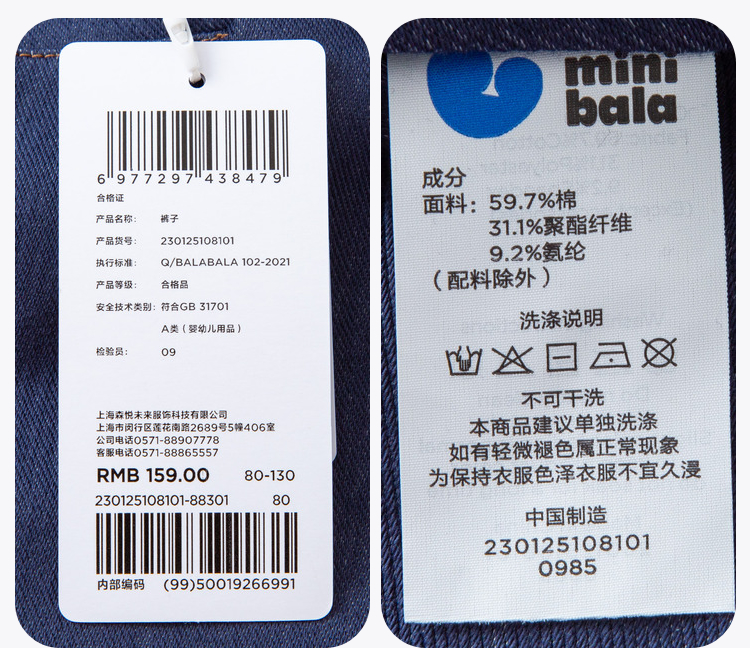 6 977297 438479
合格证
产品名称: 裤子
产品货号: 230125108101
执行标准: Q/BALABALA 102-2021
产品等级: 合格品
安全技术类别: 符合GB 31701
A类（婴幼儿用品）
检验员: 09
上海森悦未来服饰科技有限公司
上海市闵行区莲花南路2689号5幢406室
公司电话0571-88907778
客服电话0571-88865557
RMB 159.00 80-130
230125108101-88301 80
内部编码 (99)50019266991
mini
bala
成分
面料: 59.7%棉
31.1%聚酯纤维
9.2%氨纶
（配料除外）
洗涤说明
不可干洗
本商品建议单独洗涤
如有轻微褪色属正常现象
为保持衣服色泽衣服不宜久浸
中国制造
230125108101
0985